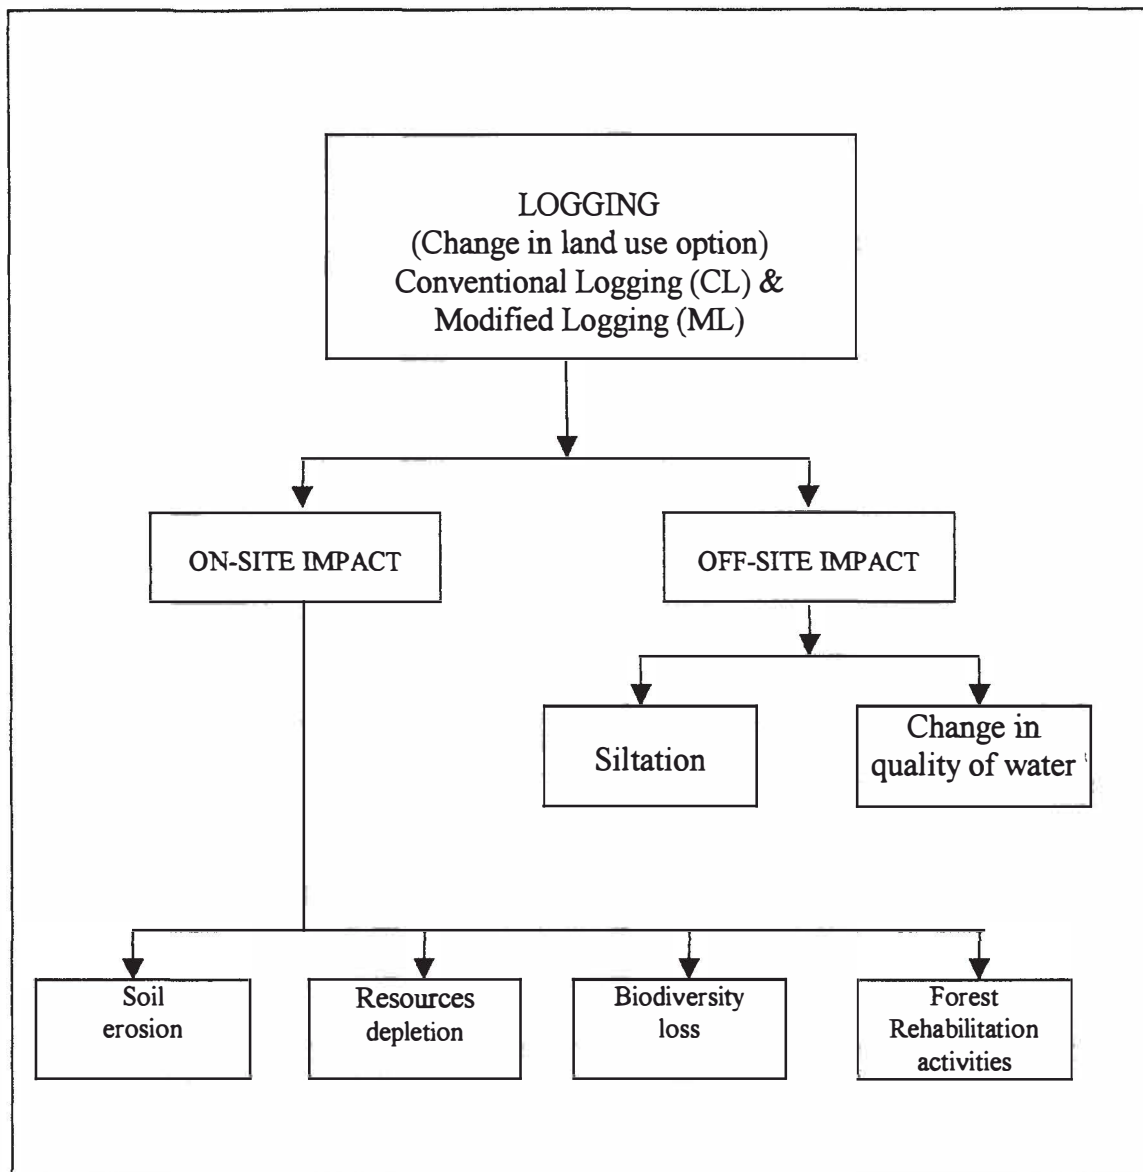 LOGGING
(Change in land use option)
Conventional Logging (CL) &
Modified Logging (ML)
ON-SITE IMPACT
OFF-SITE IMPACT
Siltation
Change in
quality of water
Soil
erosion
Resources
depletion
Biodiversity
loss
Forest
Rehabilitation
activities